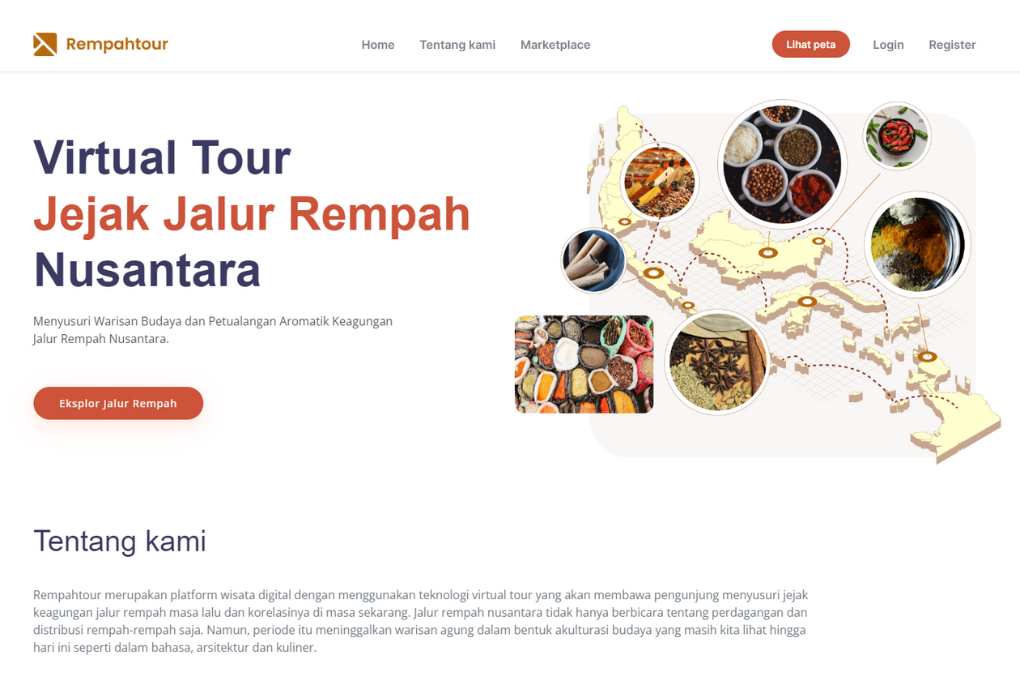 Rempahtour
Home
Tentang kami
Marketplace
Lihat peta
Login
Register
Virtual Tour
Jejak Jalur Rempah
Nusantara
Menyusuri Warisan Budaya dan Petualangan Aromatik Keagungan
Jalur Rempah Nusantara.
Eksplor Jalur Rempah
Tentang kami
Rempahtour merupakan platform wisata digital dengan menggunakan teknologi virtual tour yang akan membawa pengunjung menyusuri jejak
keagungan jalur rempah masa lalu dan korelasinya di masa sekarang. Jalur rempah nusantara tidak hanya berbicara tentang perdagangan dan
distribusi rempah-rempah saja. Namun, periode itu meninggalkan warisan agung dalam bentuk akulturasi budaya yang masih kita lihat hingga
hari ini seperti dalam bahasa, arsitektur dan kuliner.